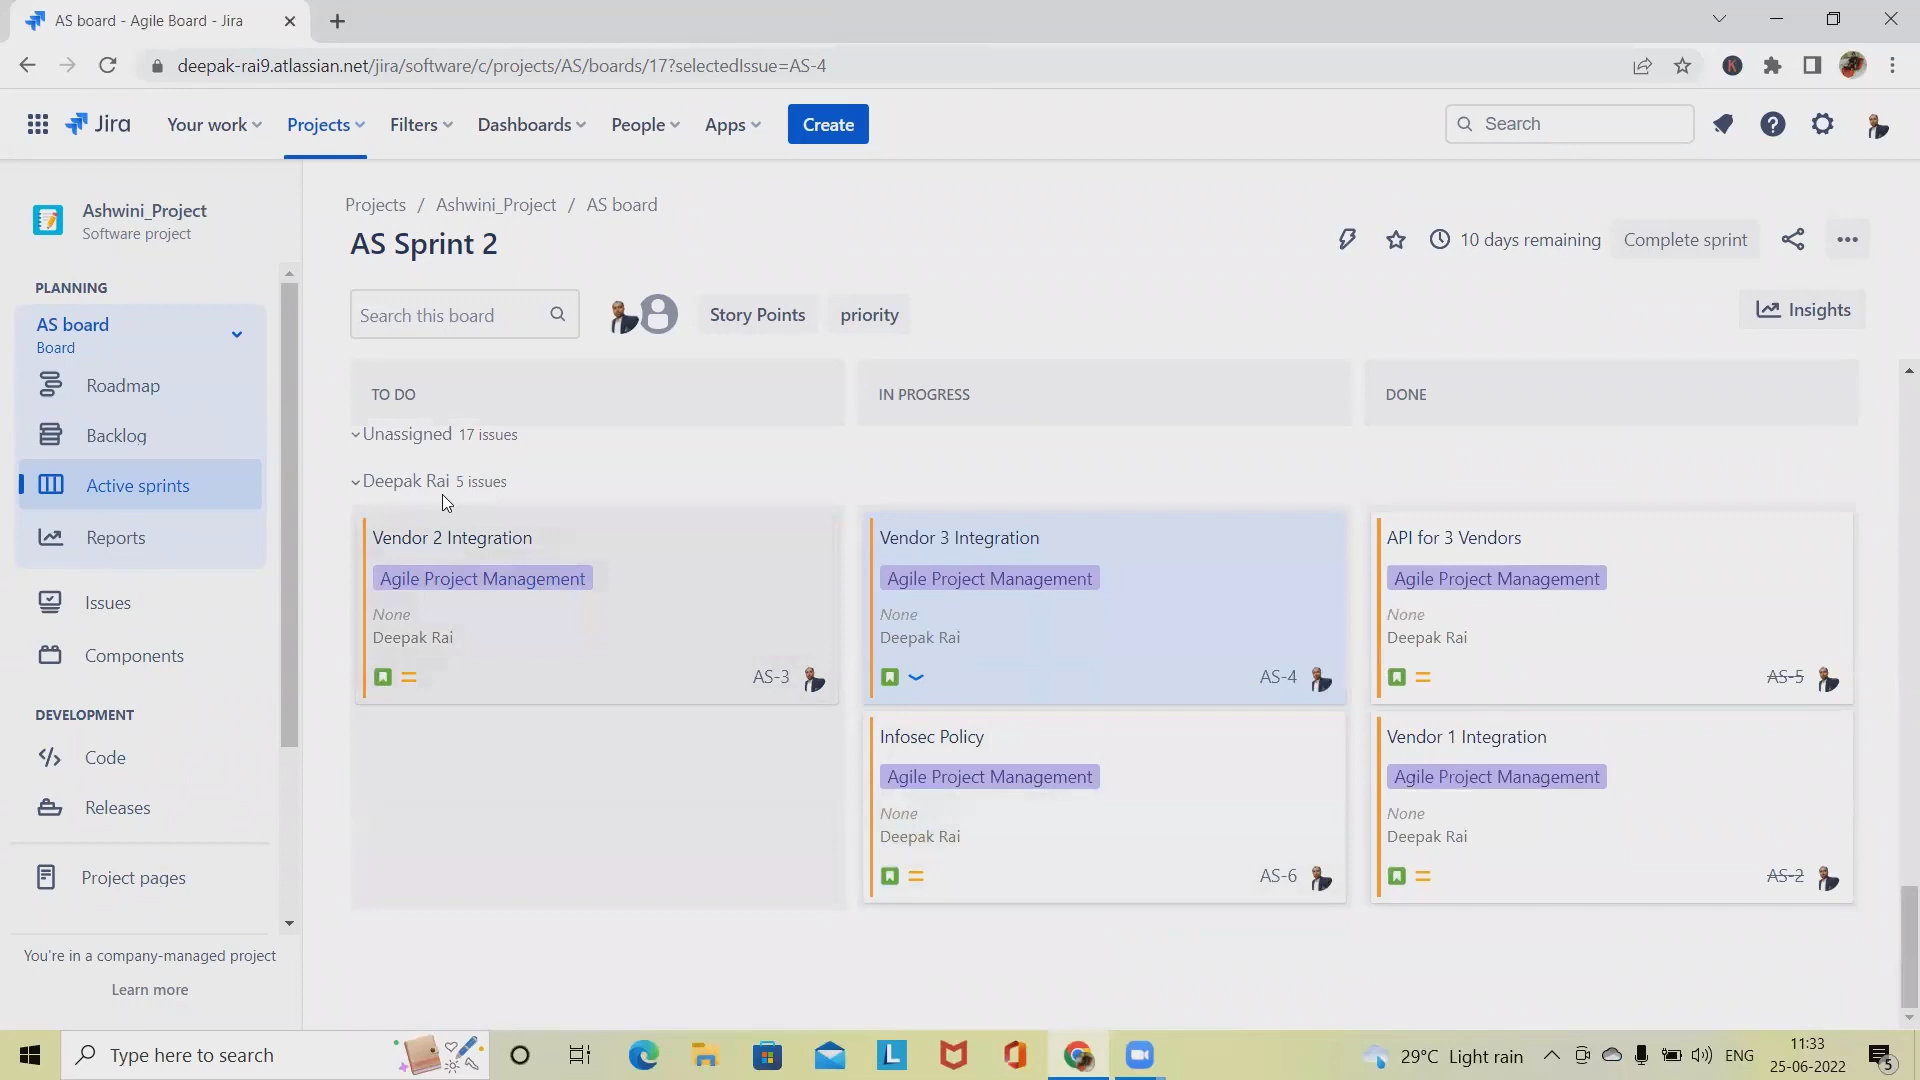 AS board - Agile Board - Jira
deepak-rai9.atlassian.net/jira/software/c/projects/AS/boards/17?selectedIssue=AS-4
K
Jira
Your work
Projects
Filters
Dashboards
People
Apps
Create
Search
Ashwini_Project
Software project
PLANNING
AS board
Board
Roadmap
Backlog
Active sprints
Reports
Issues
Components
DEVELOPMENT
Code
Releases
Project pages
You're in a company-managed project
Learn more
Projects / Ashwini_Project / AS board
AS Sprint 2
10 days remaining
Complete sprint
Search this board
Story Points
priority
Insights
TO DO
IN PROGRESS
DONE
Unassigned 17 issues
Deepak Rai 5 issues
Vendor 2 Integration
Agile Project Management
None
Deepak Rai
AS-3
Vendor 3 Integration
Agile Project Management
None
Deepak Rai
AS-4
API for 3 Vendors
Agile Project Management
None
Deepak Rai
AS-5
Infosec Policy
Agile Project Management
None
Deepak Rai
AS-6
Vendor 1 Integration
Agile Project Management
None
Deepak Rai
AS-2
Type here to search
L
29°C Light rain
ENG
11:33
25-06-2022
5